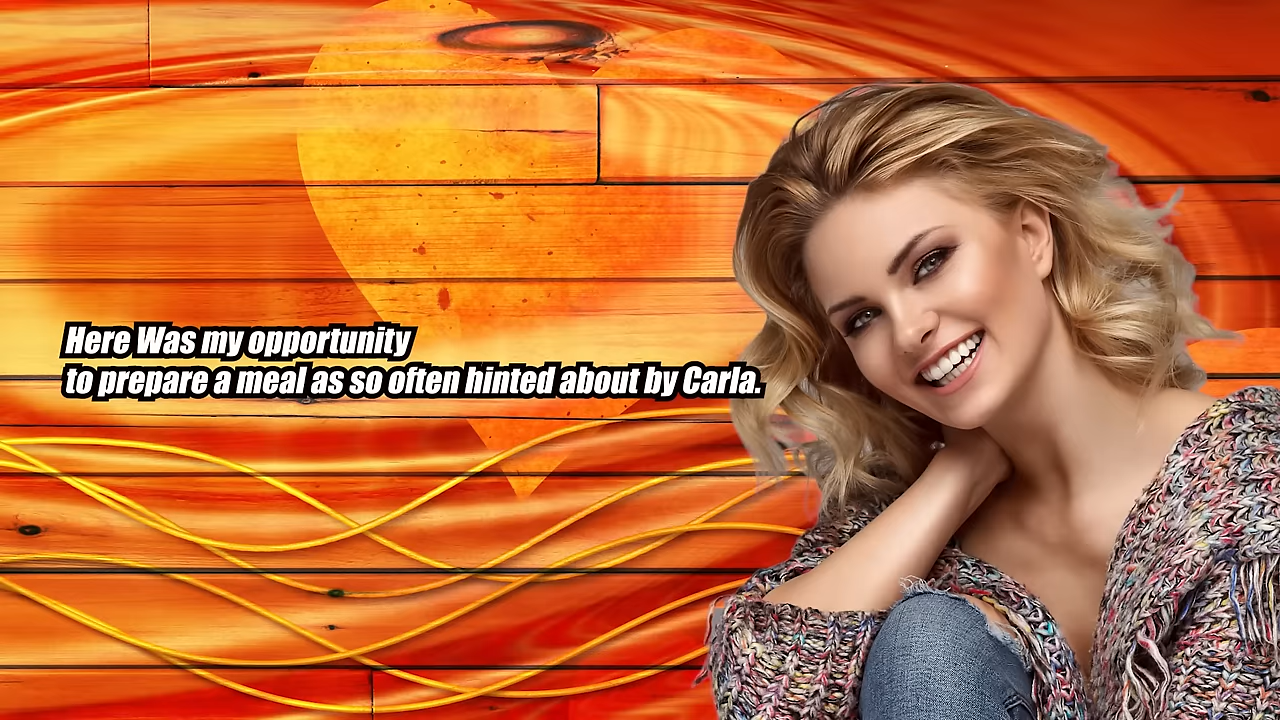 Here Was my opportunity
to prepare a meal as so often hinted about by Carla.